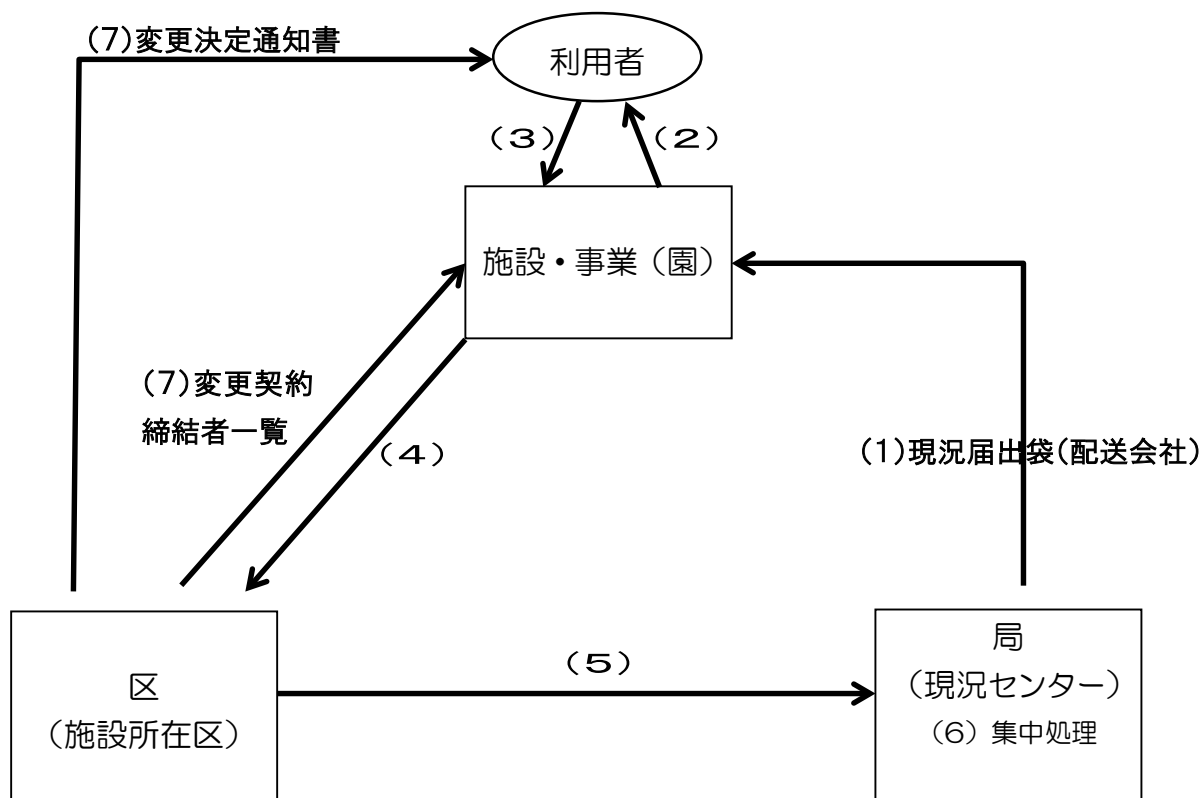 (7)変更決定通知書
利用者
（3）
（2）
施設・事業（園）
(7)変更契約
締結者一覧
（4）
(1)現況届出袋(配送会社)
（5）
区
（施設所在区）
局
（現況センター）
（6）集中処理